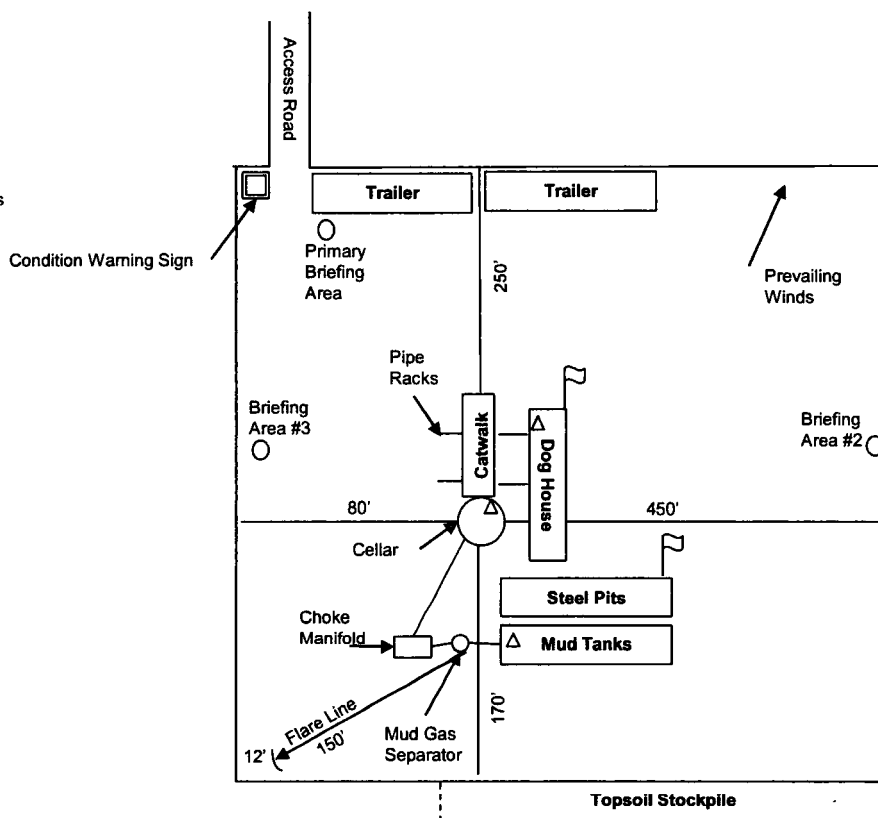 Access Road
s
Trailer
Trailer
Condition Warning Sign
Primary
Briefing
Area
250'
Prevailing
Winds
Pipe
Racks
Briefing
Area #3
Catwalk
Dog House
Briefing
Area #2
80'
450'
Cellar
Steel Pits
Choke
Manifold
Mud Tanks
Flare Line
150'
170'
Mud Gas
Separator
12'
Topsoil Stockpile